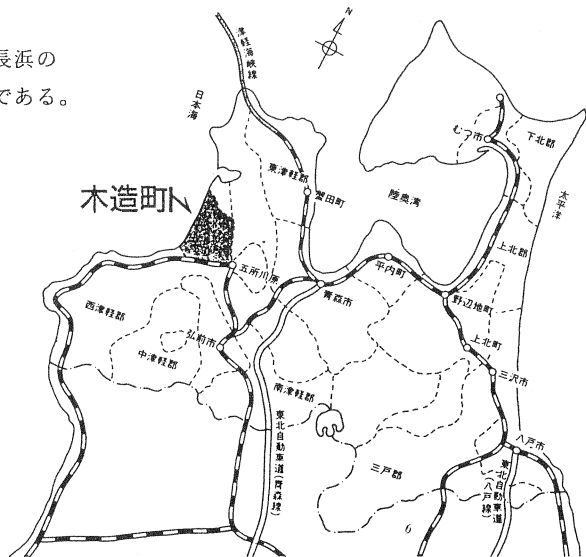 長浜の
である。
N
津軽海峡線
日本海
むつ市
下北郡
東津軽郡
蟹田町
陸奥湾
太平洋
木造町
上北郡
五所川原
平内町
青森市
野辺地町
西津軽郡
弘前市
中津軽郡
上北町
三沢市
南津軽郡
東北自動車道(青森線)
八戸市
三戸郡
東北自動車道
(八戸線)
6